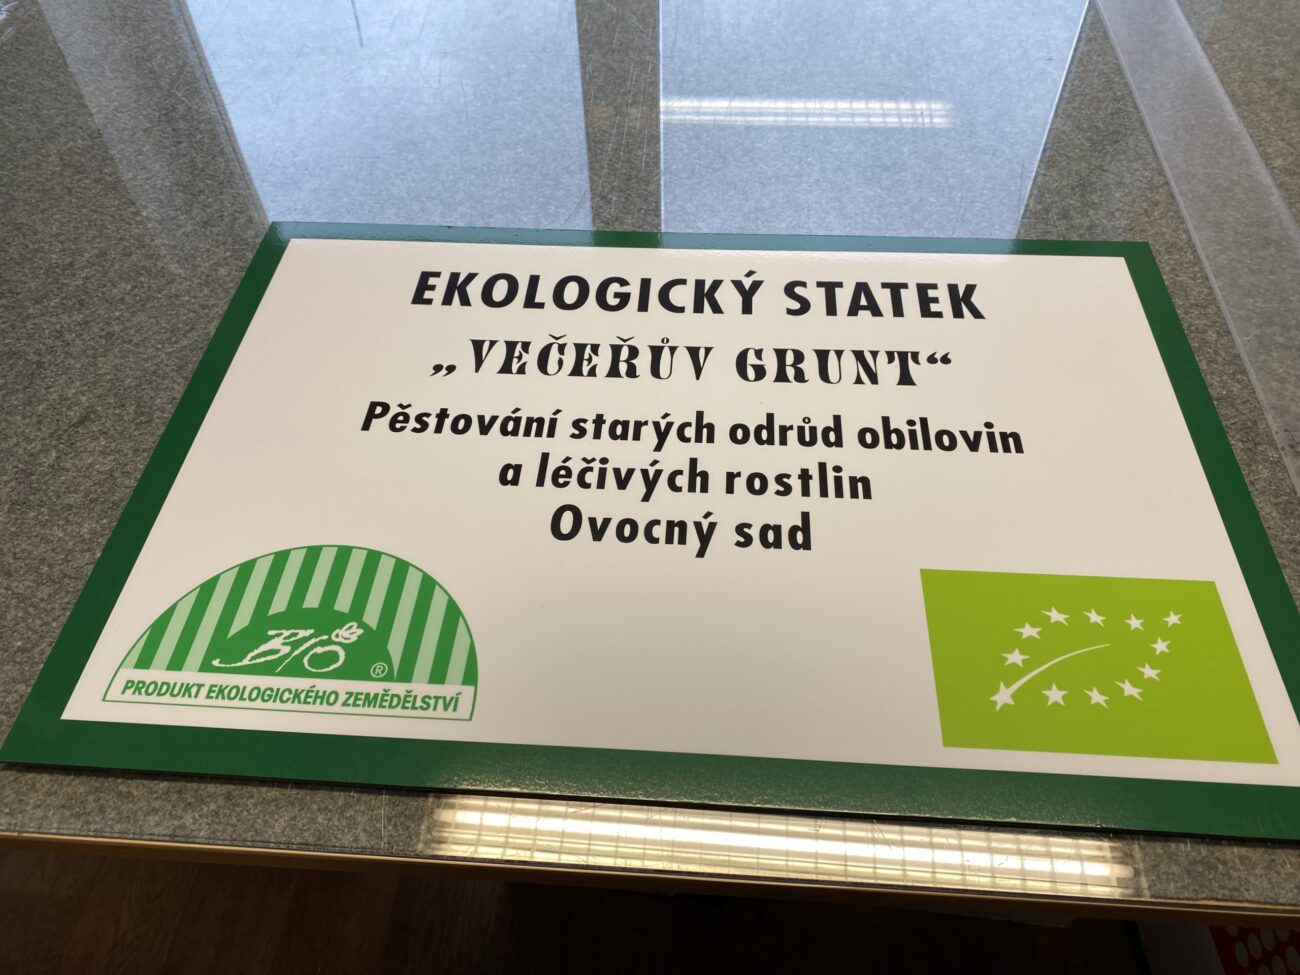 EKOLOGICKÝ STATEK
„VEČEŘŮV GRUNT“
Pěstování starých odrůd obilovin
a léčivých rostlin
Ovocný sad
BIO ®
PRODUKT EKOLOGICKÉHO ZEMĚDĚLSTVÍ